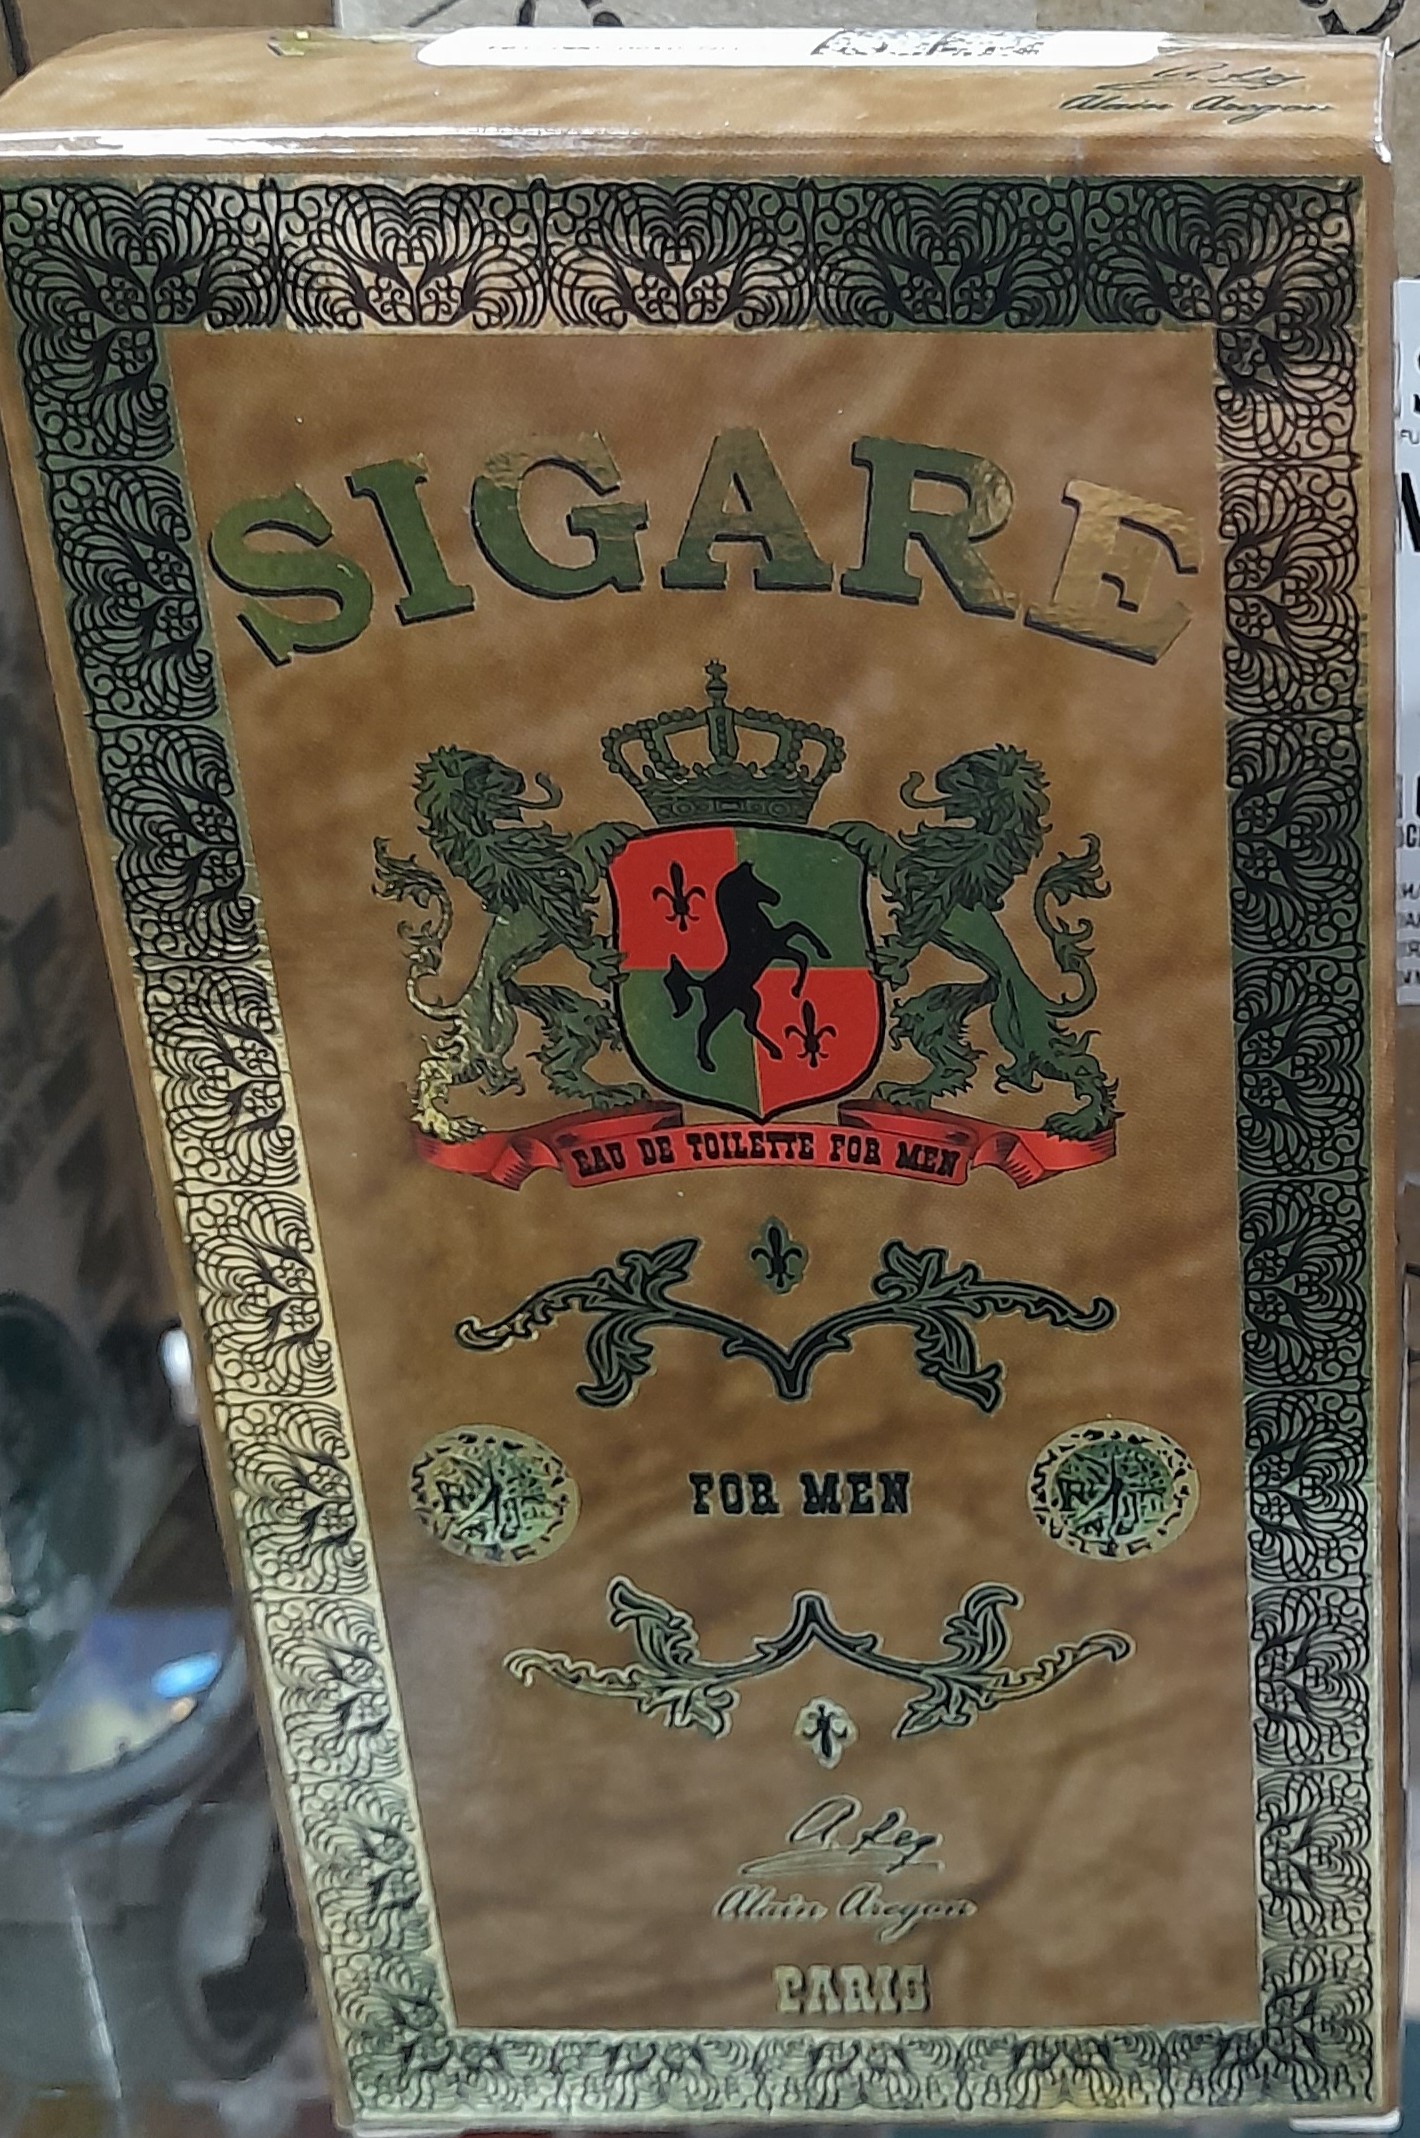 Alain Aregon
SIGARE
EAU DE TOILETTE FOR MEN
FOR MEN
Alain Aregon
PARIS